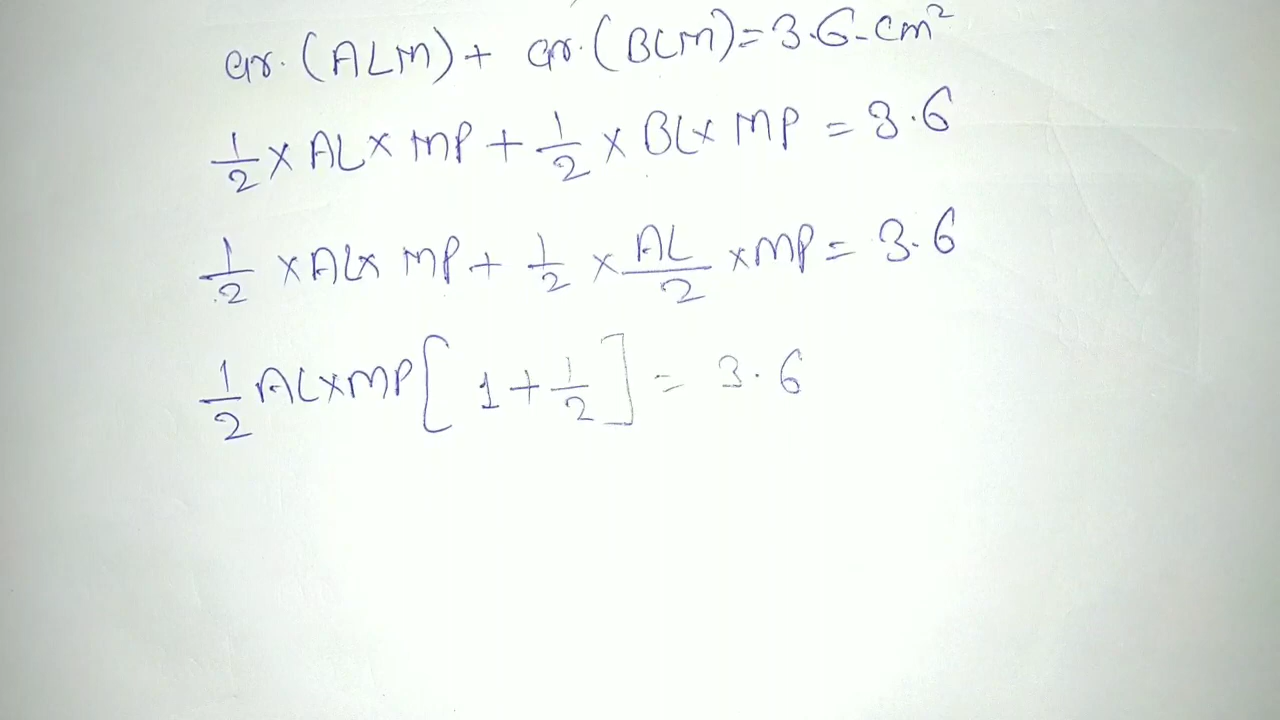 ar. (ALM) + ar. (BLM) = 3.6 cm²
1/2 × AL × MP + 1/2 × BL × MP = 3.6
1/2 × AL × MP + 1/2 × AL/2 × MP = 3.6
1/2 AL × MP [ 1 + 1/2 ] = 3.6